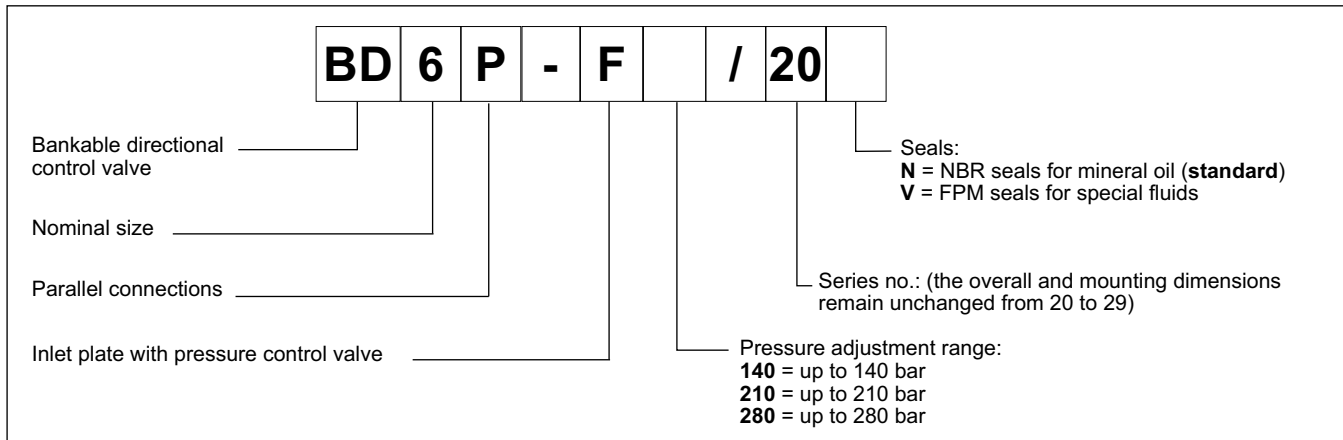 BD 6 P - F / 20
Bankable directional
control valve
Nominal size
Parallel connections
Inlet plate with pressure control valve
Seals:
N = NBR seals for mineral oil (standard)
V = FPM seals for special fluids
Series no.: (the overall and mounting dimensions
remain unchanged from 20 to 29)
Pressure adjustment range:
140 = up to 140 bar
210 = up to 210 bar
280 = up to 280 bar